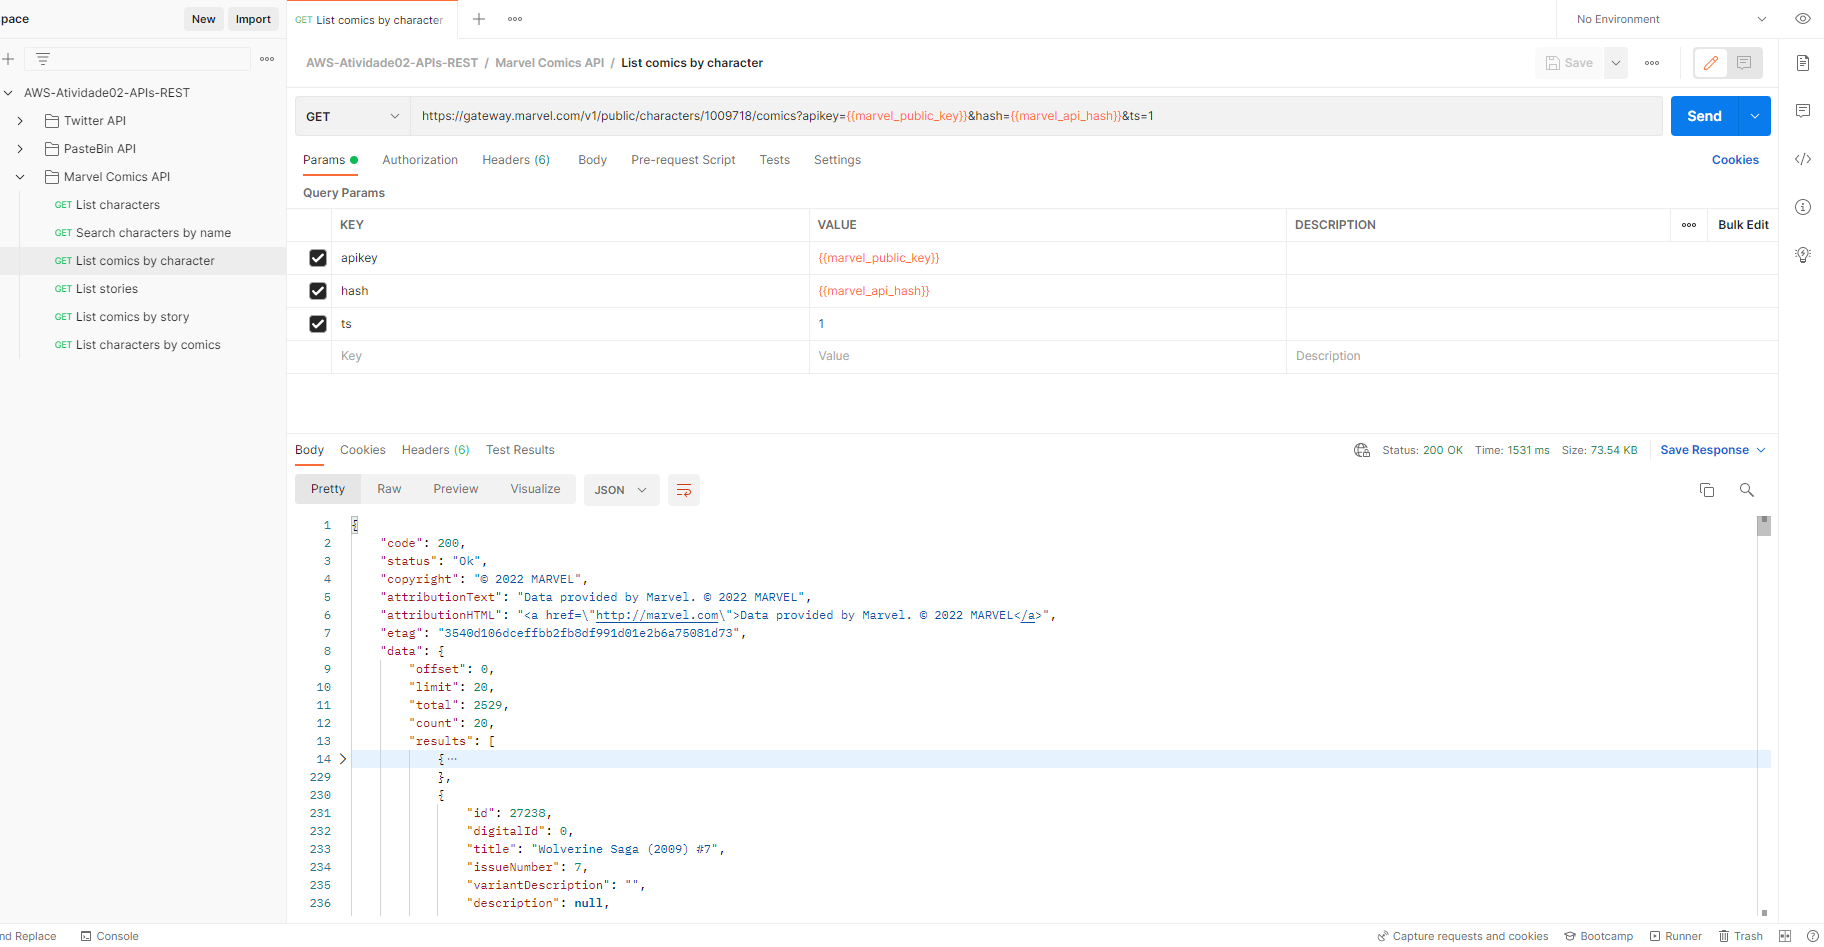 pace
New
Import
GET List comics by character
No Environment
AWS-Atividade02-APIs-REST / Marvel Comics API / List comics by character
Save
AWS-Atividade02-APIs-REST
Twitter API
PasteBin API
Marvel Comics API
GET List characters
GET Search characters by name
GET List comics by character
GET List stories
GET List comics by story
GET List characters by comics
GET
https://gateway.marvel.com/v1/public/characters/1009718/comics?apikey={{marvel_public_key}}&hash={{marvel_api_hash}}&ts=1
Send
Params Authorization Headers (6) Body Pre-request Script Tests Settings
Cookies
Query Params
KEY VALUE DESCRIPTION Bulk Edit
apikey {{marvel_public_key}}
hash {{marvel_api_hash}}
ts 1
Key Value Description
Body Cookies Headers (6) Test Results
Status: 200 OK Time: 1531 ms Size: 73.54 KB Save Response
Pretty Raw Preview Visualize JSON
1 {
2 "code": 200,
3 "status": "Ok",
4 "copyright": "© 2022 MARVEL",
5 "attributionText": "Data provided by Marvel. © 2022 MARVEL",
6 "attributionHTML": "<a href=\"http://marvel.com\">Data provided by Marvel. © 2022 MARVEL</a>",
7 "etag": "3540d106dceffbb2fb8df991d01e2b6a75081d73",
8 "data": {
9 "offset": 0,
10 "limit": 20,
11 "total": 2529,
12 "count": 20,
13 "results": [
14 {···
229 },
230 {
231 "id": 27238,
232 "digitalId": 0,
233 "title": "Wolverine Saga (2009) #7",
234 "issueNumber": 7,
235 "variantDescription": "",
236 "description": null,
nd Replace
Console
Capture requests and cookies Bootcamp Runner Trash